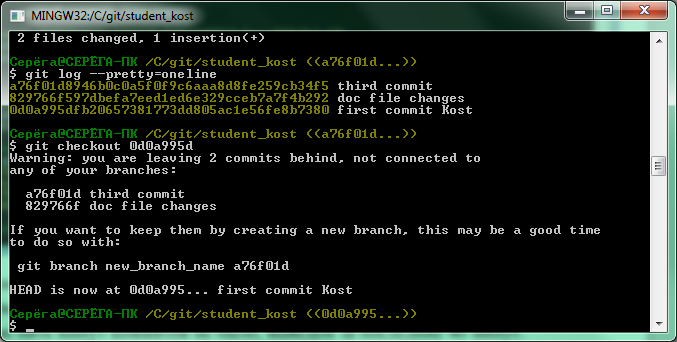 MINGW32:/C/git/student_kost
2 files changed, 1 insertion(+)
Серёга@СЕРЁГА-ПК /C/git/student_kost ((a76f01d...))
$ git log --pretty=oneline
a76f01d8946b0c0a5f0f9c6aaa8d8fe259cb34f5 third commit
829766f597dbefa7eed1ed6e329cceb7a7f4b292 doc file changes
0d0a995dfb20657381773dd805ac1e56fe8b7380 first commit Kost
Серёга@СЕРЁГА-ПК /C/git/student_kost ((a76f01d...))
$ git checkout 0d0a995d
Warning: you are leaving 2 commits behind, not connected to
any of your branches:
a76f01d third commit
829766f doc file changes
If you want to keep them by creating a new branch, this may be a good time
to do so with:
git branch new_branch_name a76f01d
HEAD is now at 0d0a995... first commit Kost
Серёга@СЕРЁГА-ПК /C/git/student_kost ((0d0a995...))
$